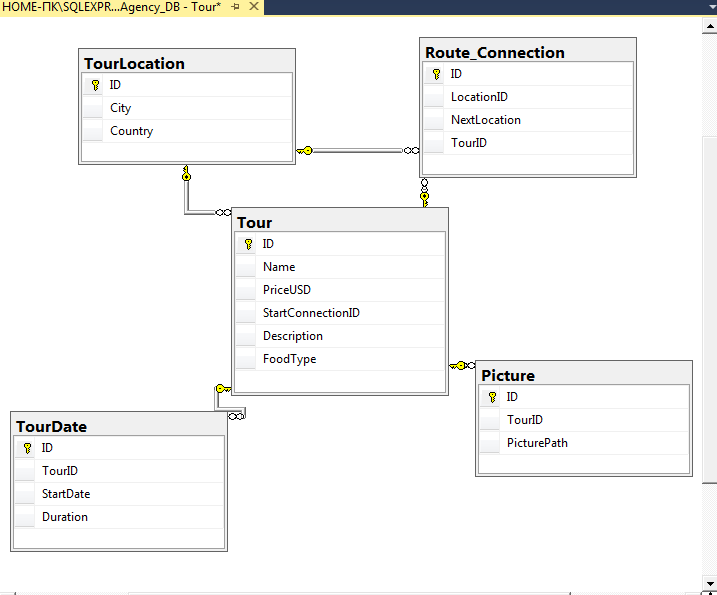 HOME-ПК\SQLEXPR...Agency_DB - Tour*
TourLocation
ID
City
Country
Route_Connection
ID
LocationID
NextLocation
TourID
Tour
ID
Name
PriceUSD
StartConnectionID
Description
FoodType
Picture
ID
TourID
PicturePath
TourDate
ID
TourID
StartDate
Duration